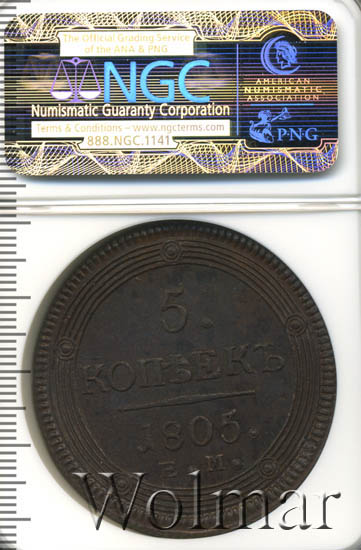 The Official Grading Service
of the ANA & PNG
NGC
Numismatic Guaranty Corporation
Terms & Conditions – www.ngcterms.com
888.NGC.1141
AMERICAN
NUMISMATIC
ASSOCIATION
PNG
5.
КОПѢЕКЪ
1805.
Е.М.
Wolmar